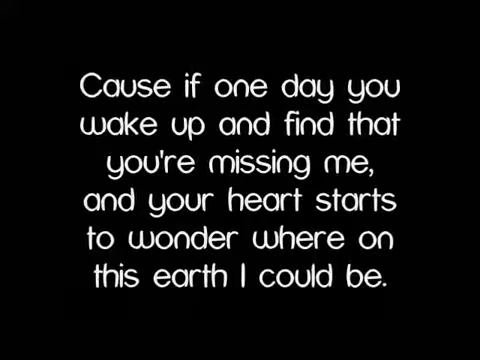 Cause if one day you
wake up and find that
you're missing me,
and your heart starts
to wonder where on
this earth I could be.